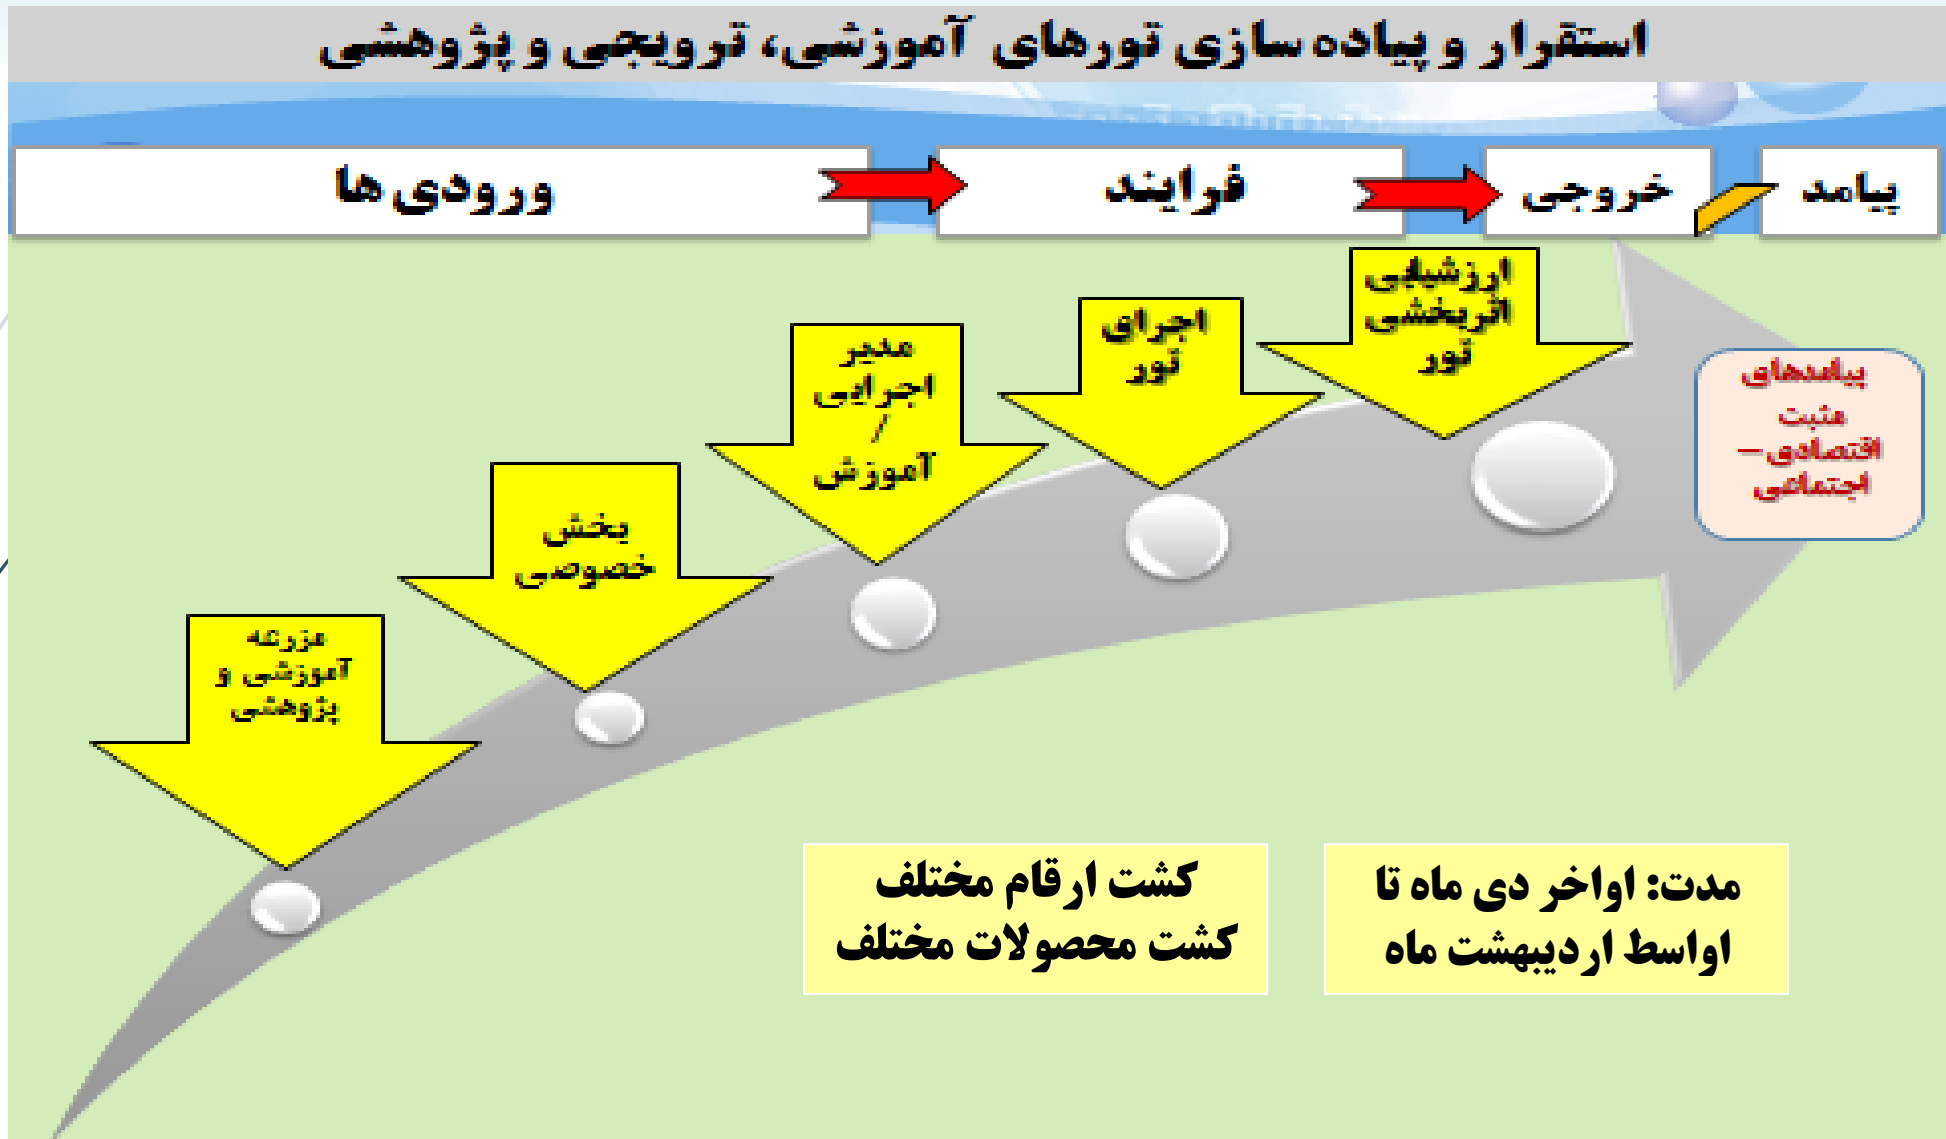 استقرار و پیاده سازی تورهای آموزشی، ترویجی و پژوهشی
ورودی ها
فرایند
خروجی
پیامد
مزرعه
آموزشی و
پژوهشی
بخش
خصوصی
مدیر
اجرایی
/
آموزش
اجرای
تور
ارزشیابی
اثربخشی
تور
پیامدهای
مثبت
اقتصادی–
اجتماعی
کشت ارقام مختلف
کشت محصولات مختلف
مدت: اواخر دی ماه تا
اواسط اردیبهشت ماه